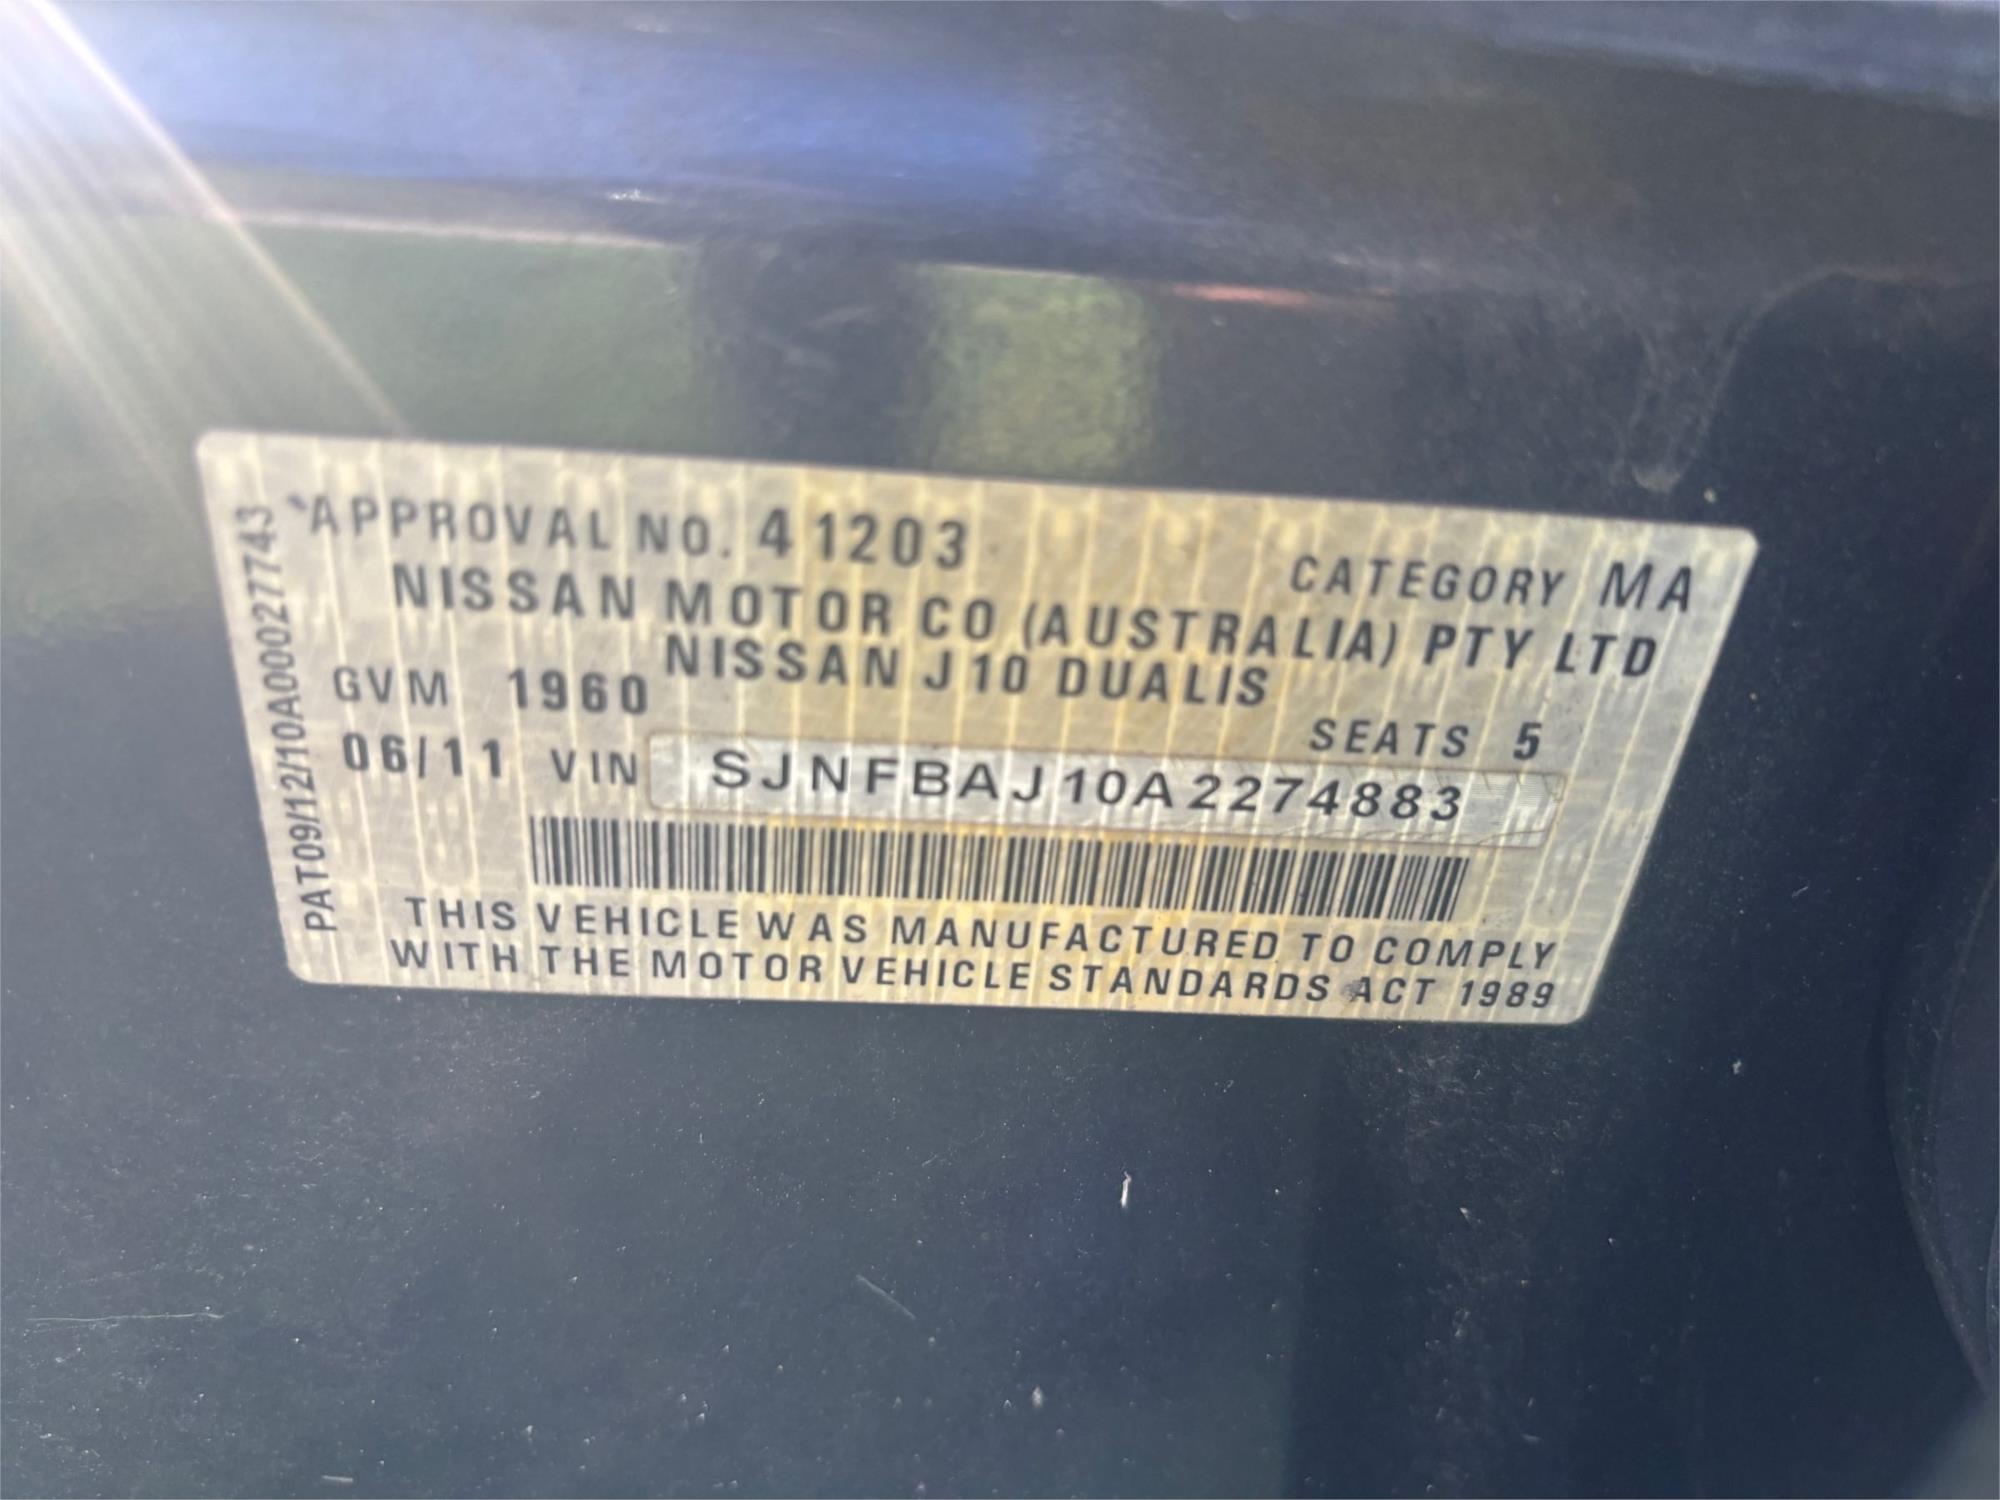 APPROVAL NO. 41203
CATEGORY MA
NISSAN MOTOR CO (AUSTRALIA) PTY LTD
NISSAN J10 DUALIS
GVM 1960
SEATS 5
06/11 VIN SJNFBAJ10A2274883
THIS VEHICLE WAS MANUFACTURED TO COMPLY
WITH THE MOTOR VEHICLE STANDARDS ACT 1989
PAT09/12/10A000027743